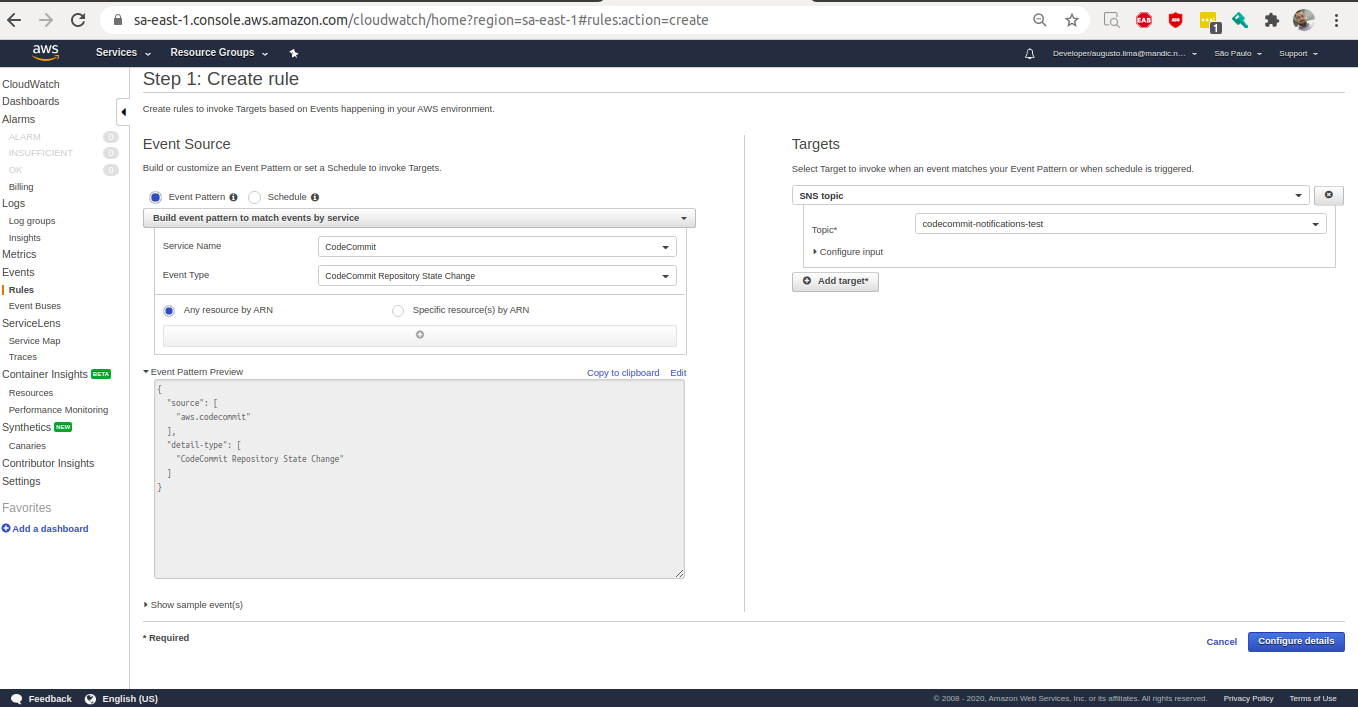 sa-east-1.console.aws.amazon.com/cloudwatch/home?region=sa-east-1#rules:action=create
1
aws
Services
Resource Groups
Developer/augusto.lima@mandic.n...
São Paulo
Support
CloudWatch
Dashboards
Alarms
ALARM 0
INSUFFICIENT 0
OK 0
Billing
Logs
Log groups
Insights
Metrics
Events
Rules
Event Buses
ServiceLens
Service Map
Traces
Container Insights BETA
Resources
Performance Monitoring
Synthetics NEW
Canaries
Contributor Insights
Settings
Favorites
Add a dashboard
Step 1: Create rule
Create rules to invoke Targets based on Events happening in your AWS environment.
Event Source
Build or customize an Event Pattern or set a Schedule to invoke Targets.
Event Pattern
Schedule
Build event pattern to match events by service
Service Name
CodeCommit
Event Type
CodeCommit Repository State Change
Any resource by ARN
Specific resource(s) by ARN
Event Pattern Preview
Copy to clipboard
Edit
{
"source": [
"aws.codecommit"
],
"detail-type": [
"CodeCommit Repository State Change"
]
}
Show sample event(s)
Targets
Select Target to invoke when an event matches your Event Pattern or when schedule is triggered.
SNS topic
Topic*
codecommit-notifications-test
Configure input
Add target*
* Required
Cancel
Configure details
Feedback
English (US)
© 2008 - 2020, Amazon Web Services, Inc. or its affiliates. All rights reserved.
Privacy Policy
Terms of Use